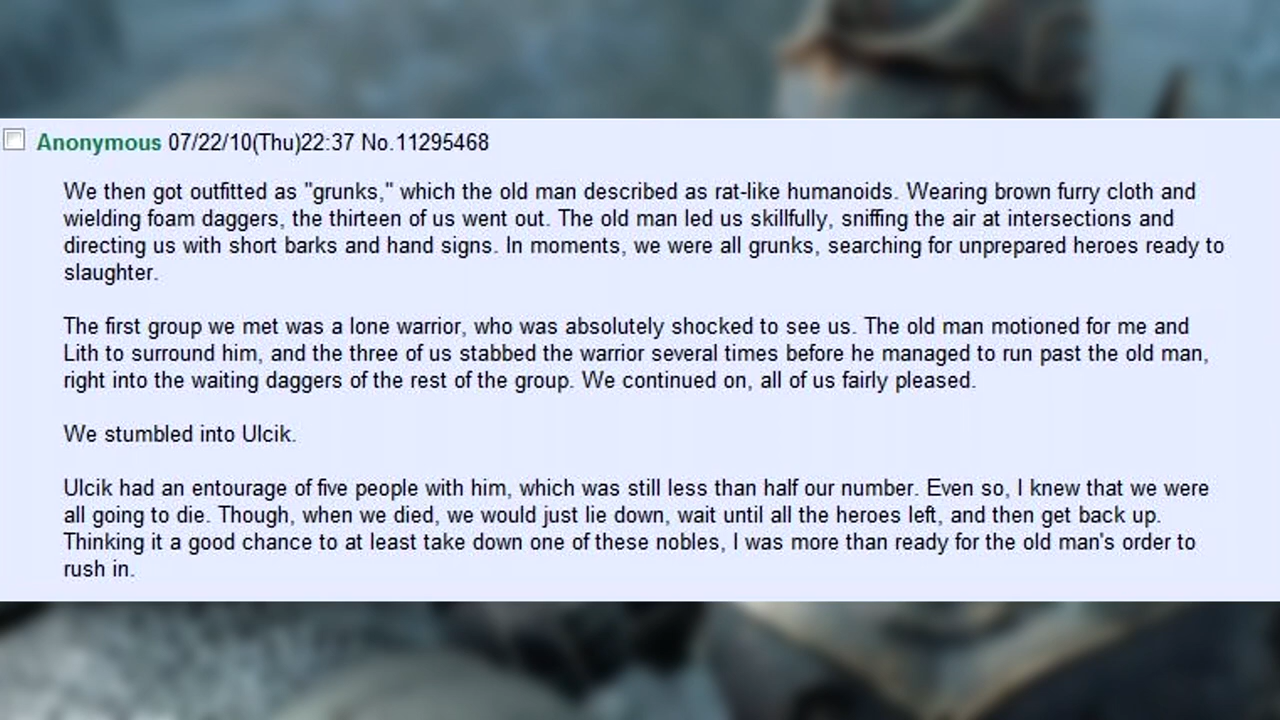 Anonymous 07/22/10(Thu)22:37 No.11295468
We then got outfitted as "grunks," which the old man described as rat-like humanoids. Wearing brown furry cloth and
wielding foam daggers, the thirteen of us went out. The old man led us skillfully, sniffing the air at intersections and
directing us with short barks and hand signs. In moments, we were all grunks, searching for unprepared heroes ready to
slaughter.
The first group we met was a lone warrior, who was absolutely shocked to see us. The old man motioned for me and
Lith to surround him, and the three of us stabbed the warrior several times before he managed to run past the old man,
right into the waiting daggers of the rest of the group. We continued on, all of us fairly pleased.
We stumbled into Ulcik.
Ulcik had an entourage of five people with him, which was still less than half our number. Even so, I knew that we were
all going to die. Though, when we died, we would just lie down, wait until all the heroes left, and then get back up.
Thinking it a good chance to at least take down one of these nobles, I was more than ready for the old man's order to
rush in.